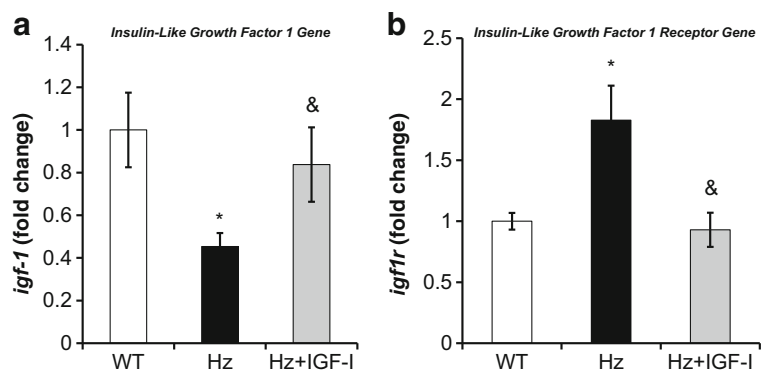 a
Insulin-Like Growth Factor 1 Gene
igf-1 (fold change)
1.4
1.2
1
0.8
0.6
0.4
0.2
0
*
&
WT Hz Hz+IGF-I
b
Insulin-Like Growth Factor 1 Receptor Gene
igf1r (fold change)
2.5
2
1.5
1
0.5
0
*
&
WT Hz Hz+IGF-I